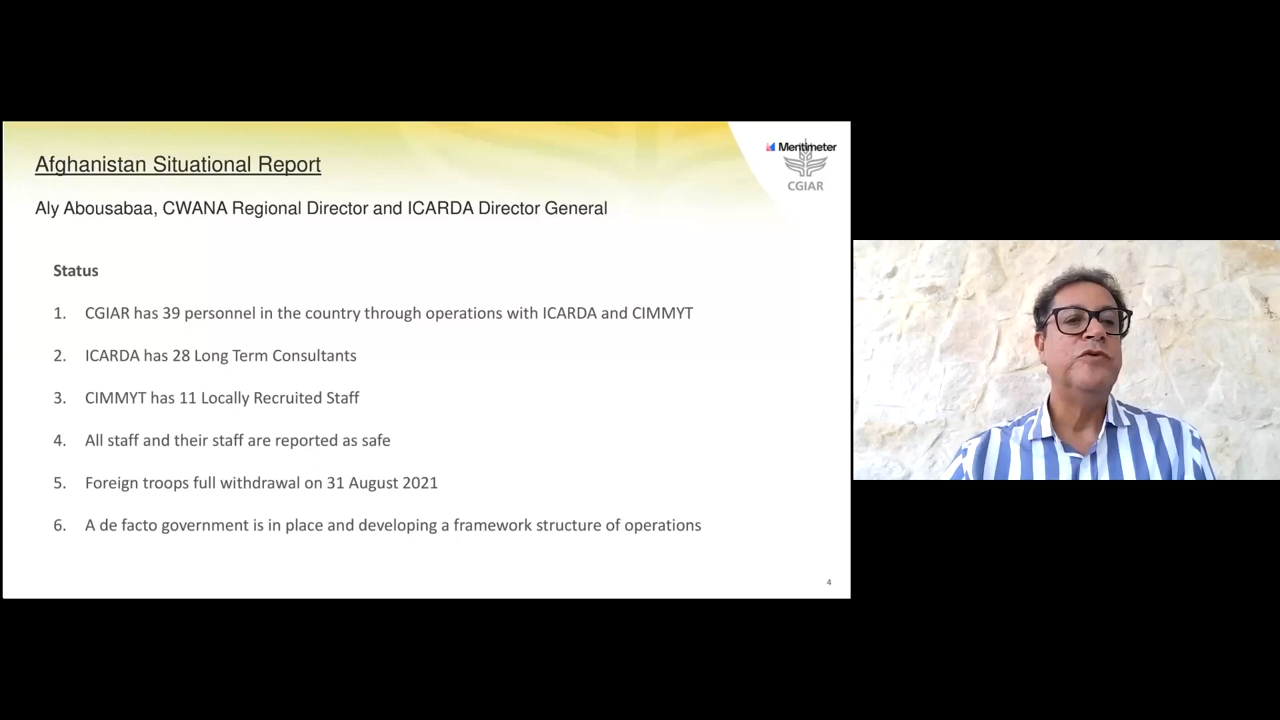 Afghanistan Situational Report
Mentimeter
CGIAR
Aly Abousabaa, CWANA Regional Director and ICARDA Director General
Status
1. CGIAR has 39 personnel in the country through operations with ICARDA and CIMMYT
2. ICARDA has 28 Long Term Consultants
3. CIMMYT has 11 Locally Recruited Staff
4. All staff and their staff are reported as safe
5. Foreign troops full withdrawal on 31 August 2021
6. A de facto government is in place and developing a framework structure of operations
4